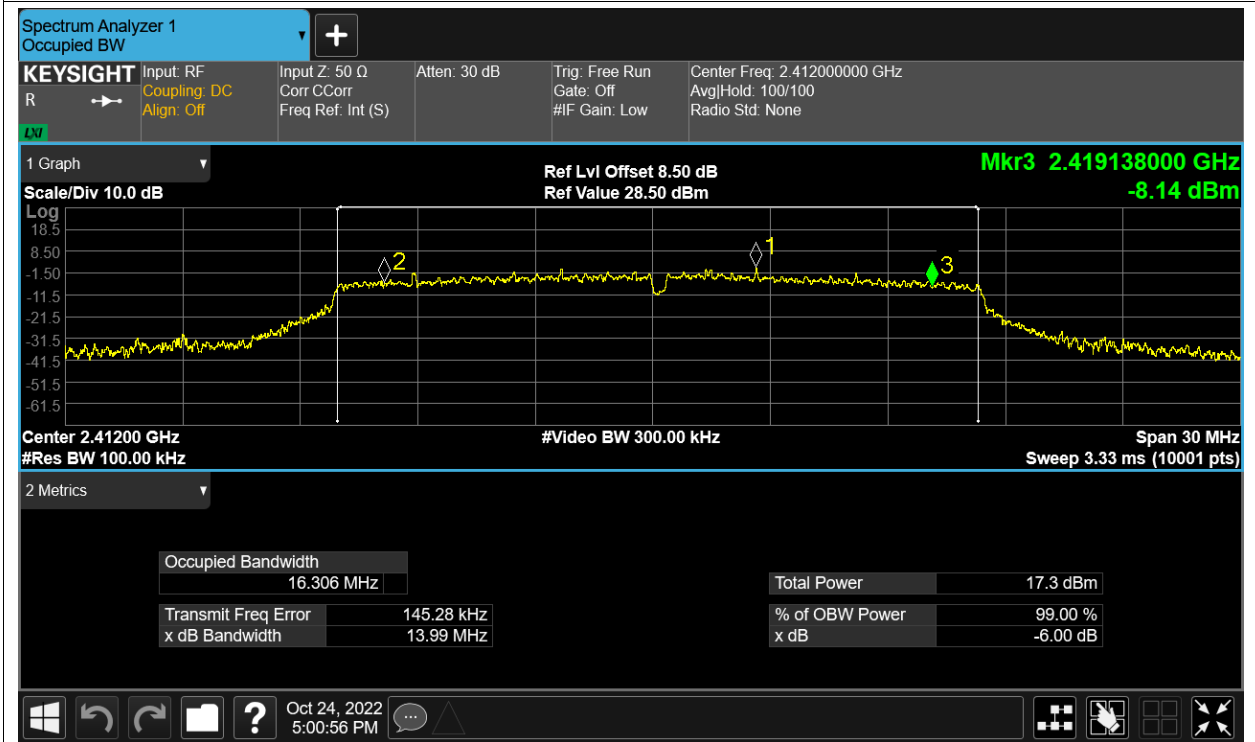 Spectrum Analyzer 1
Occupied BW
KEYSIGHT
R
LXI
Input: RF
Coupling: DC
Align: Off
Input Z: 50 Ω
Corr CCorr
Freq Ref: Int (S)
Atten: 30 dB
Trig: Free Run
Gate: Off
#IF Gain: Low
Center Freq: 2.412000000 GHz
Avg|Hold: 100/100
Radio Std: None
1 Graph
Scale/Div 10.0 dB
Ref Lvl Offset 8.50 dB
Ref Value 28.50 dBm
Mkr3 2.419138000 GHz
-8.14 dBm
Log
18.5
8.50
-1.50
-11.5
-21.5
-31.5
-41.5
-51.5
-61.5
2
1
3
Center 2.41200 GHz
#Video BW 300.00 kHz
Span 30 MHz
#Res BW 100.00 kHz
Sweep 3.33 ms (10001 pts)
2 Metrics
Occupied Bandwidth
16.306 MHz
Total Power 17.3 dBm
Transmit Freq Error 145.28 kHz
% of OBW Power 99.00 %
x dB Bandwidth 13.99 MHz
x dB -6.00 dB
?
Oct 24, 2022
5:00:56 PM